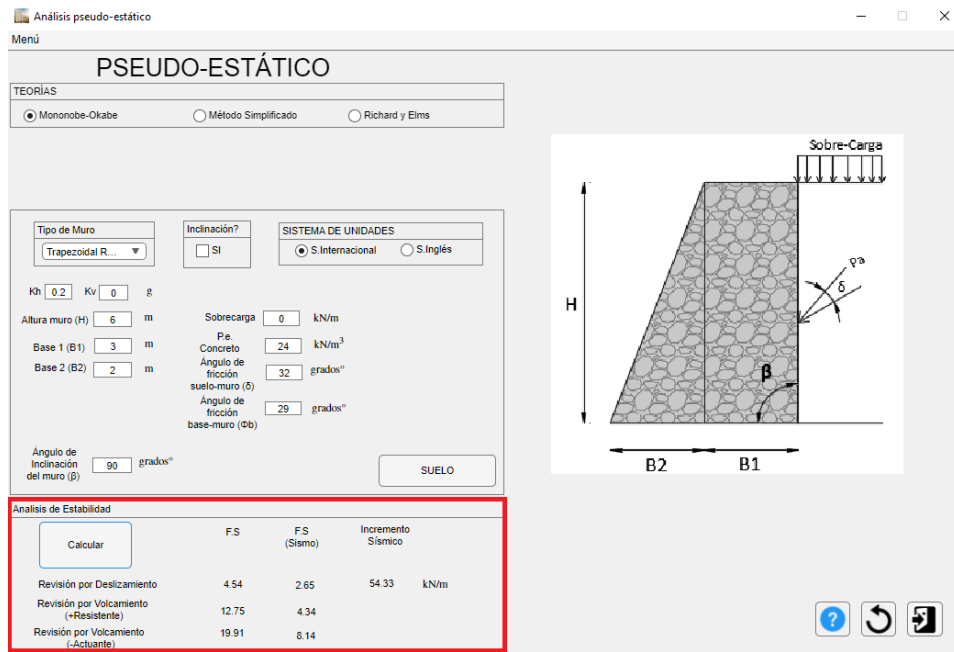 Análisis pseudo-estático
Menú
PSEUDO-ESTÁTICO
TEORÍAS
Mononobe-Okabe
Método Simplificado
Richard y Elms
Tipo de Muro
Trapezoidal R...
Inclinación?
SI
SISTEMA DE UNIDADES
S.Internacional
S.Inglés
Kh 0.2 Kv 0 g
Altura muro (H) 6 m
Base 1 (B1) 3 m
Base 2 (B2) 2 m
Sobrecarga 0 kN/m
P.e.
Concreto 24 kN/m³
Ángulo de
fricción
suelo-muro (δ) 32 grados°
Ángulo de
fricción
base-muro (Φb) 29 grados°
Ángulo de
Inclinación
del muro (β) 90 grados°
SUELO
Analisis de Estabilidad
Calcular
F.S
F.S
(Sismo)
Incremento
Sísmico
Revisión por Deslizamiento 4.54 2.65 54.33 kN/m
Revisión por Volcamiento
(+Resistente) 12.75 4.34
Revisión por Volcamiento
(-Actuante) 19.91 8.14
Sobre-Carga
H
Pa
δ
β
B2
B1
?